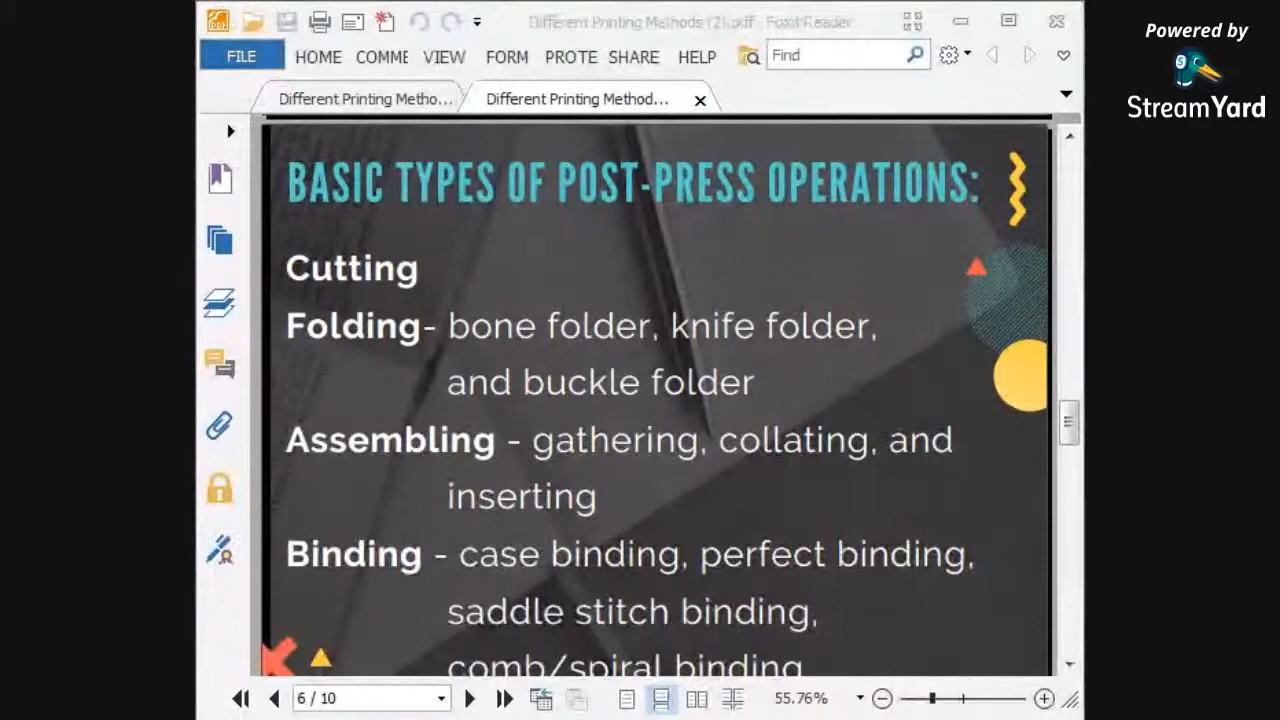 Different Printing Methods (2).pdf - Foxit Reader
Powered by
StreamYard
FILE HOME COMME VIEW FORM PROTE SHARE HELP Find
Different Printing Metho... Different Printing Method...
BASIC TYPES OF POST-PRESS OPERATIONS:
Cutting
Folding- bone folder, knife folder,
and buckle folder
Assembling - gathering, collating, and
inserting
Binding - case binding, perfect binding,
saddle stitch binding,
comb/spiral binding
6 / 10 55.76%